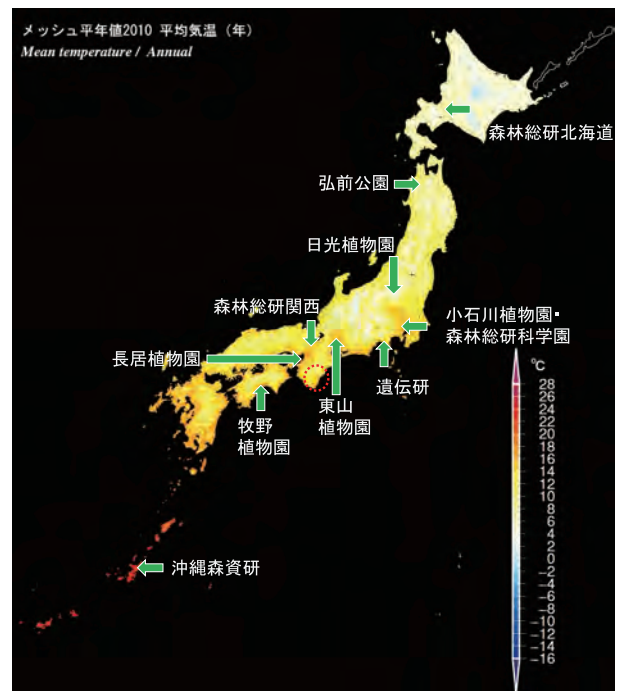 メッシュ平年値2010 平均気温（年）
Mean temperature / Annual
森林総研北海道
弘前公園
日光植物園
森林総研関西
小石川植物園・
森林総研科学園
長居植物園
遺伝研
東山
植物園
牧野
植物園
沖縄森資研
℃
28
26
24
22
20
18
16
14
12
10
8
6
4
2
0
−2
−4
−6
−8
−10
−12
−14
−16